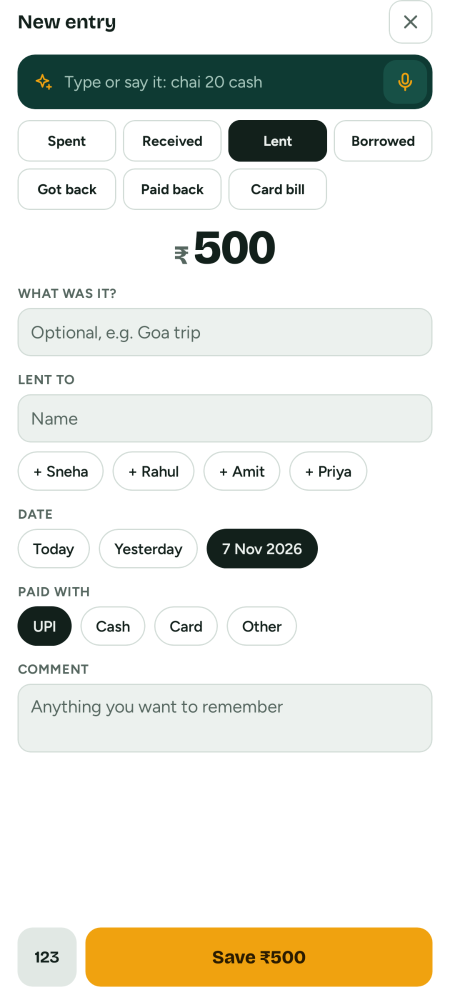 New entry
Type or say it: chai 20 cash
Spent Received Lent Borrowed
Got back Paid back Card bill
₹500
WHAT WAS IT?
Optional, e.g. Goa trip
LENT TO
Name
+ Sneha + Rahul + Amit + Priya
DATE
Today Yesterday 7 Nov 2026
PAID WITH
UPI Cash Card Other
COMMENT
Anything you want to remember
123 Save ₹500